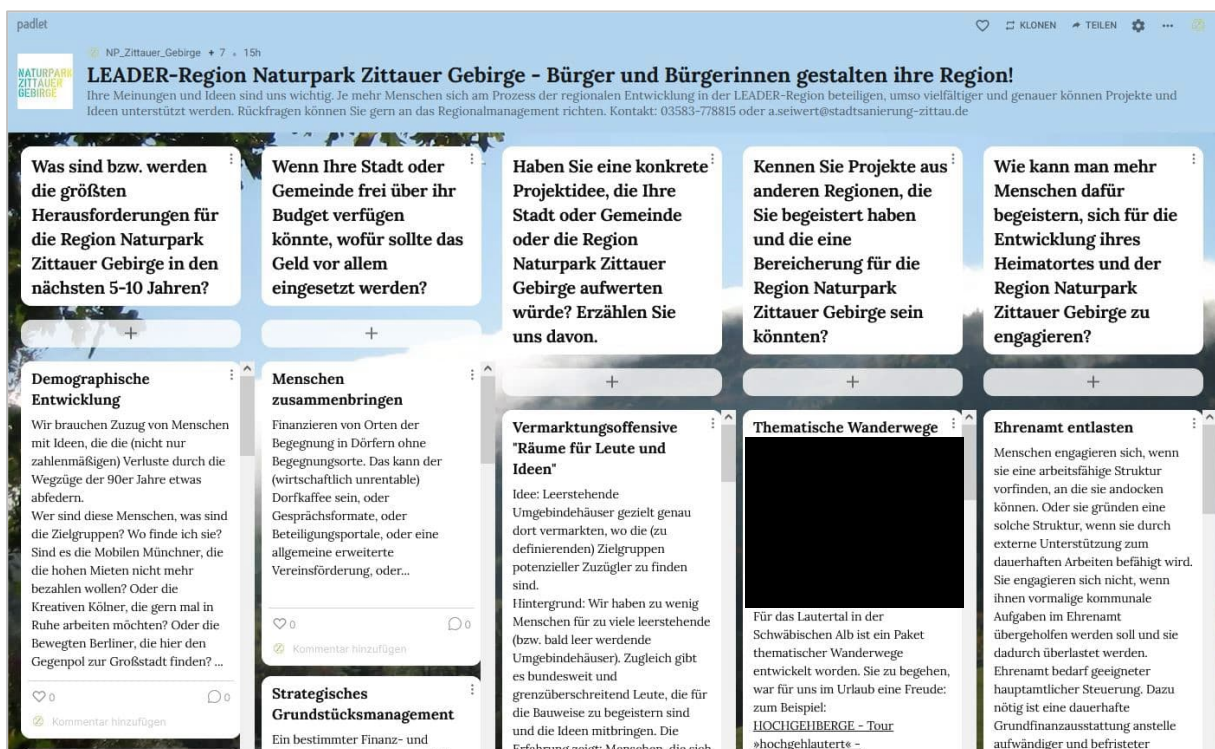 padlet
KLONEN
TEILEN
NATURPARK
ZITTAUER
GEBIRGE
NP_Zittauer_Gebirge + 7 • 15h
LEADER-Region Naturpark Zittauer Gebirge - Bürger und Bürgerinnen gestalten ihre Region!
Ihre Meinungen und Ideen sind uns wichtig. Je mehr Menschen sich am Prozess der regionalen Entwicklung in der LEADER-Region beteiligen, umso vielfältiger und genauer können Projekte und
Ideen unterstützt werden. Rückfragen können Sie gern an das Regionalmanagement richten. Kontakt: 03583-778815 oder a.seiwert@stadtsanierung-zittau.de
Was sind bzw. werden
die größten
Herausforderungen für
die Region Naturpark
Zittauer Gebirge in den
nächsten 5-10 Jahren?
+
Demographische
Entwicklung
Wir brauchen Zuzug von Menschen
mit Ideen, die die (nicht nur
zahlenmäßigen) Verluste durch die
Wegzüge der 90er Jahre etwas
abfedern.
Wer sind diese Menschen, was sind
die Zielgruppen? Wo finde ich sie?
Sind es die Mobilen Münchner, die
die hohen Mieten nicht mehr
bezahlen wollen? Oder die
Kreativen Kölner, die gern mal in
Ruhe arbeiten möchten? Oder die
Bewegten Berliner, die hier den
Gegenpol zur Großstadt finden? ...
0
0
Kommentar hinzufügen
Wenn Ihre Stadt oder
Gemeinde frei über ihr
Budget verfügen
könnte, wofür sollte das
Geld vor allem
eingesetzt werden?
+
Menschen
zusammenbringen
Finanzieren von Orten der
Begegnung in Dörfern ohne
Begegnungsorte. Das kann der
(wirtschaftlich unrentable)
Dorfkaffee sein, oder
Gesprächsformate, oder
Beteiligungsportale, oder eine
allgemeine erweiterte
Vereinsförderung, oder...
0
0
Kommentar hinzufügen
Strategisches
Grundstücksmanagement
Ein bestimmter Finanz- und
Haben Sie eine konkrete
Projektidee, die Ihre
Stadt oder Gemeinde
oder die Region
Naturpark Zittauer
Gebirge aufwerten
würde? Erzählen Sie
uns davon.
+
Vermarktungsoffensive
"Räume für Leute und
Ideen"
Idee: Leerstehende
Umgebindehäuser gezielt genau
dort vermarkten, wo die (zu
definierenden) Zielgruppen
potenzieller Zuzügler zu finden
sind.
Hintergrund: Wir haben zu wenig
Menschen für zu viele leerstehende
(bzw. bald leer werdende
Umgebindehäuser). Zugleich gibt
es bundesweit und
grenzüberschreitend Leute, die für
die Bauweise zu begeistern sind
und die Ideen mitbringen. Die
Erfahrung zeigt: Menschen, die sich
Kennen Sie Projekte aus
anderen Regionen, die
Sie begeistert haben
und die eine
Bereicherung für die
Region Naturpark
Zittauer Gebirge sein
könnten?
+
Thematische Wanderwege
Für das Lautertal in der
Schwäbischen Alb ist ein Paket
thematischer Wanderwege
entwickelt worden. Sie zu begehen,
war für uns im Urlaub eine Freude:
zum Beispiel:
HOCHGEHBERGE - Tour
»hochgehlautert« -
Wie kann man mehr
Menschen dafür
begeistern, sich für die
Entwicklung ihres
Heimatortes und der
Region Naturpark
Zittauer Gebirge zu
engagieren?
+
Ehrenamt entlasten
Menschen engagieren sich, wenn
sie eine arbeitsfähige Struktur
vorfinden, an die sie andocken
können. Oder sie gründen eine
solche Struktur, wenn sie durch
externe Unterstützung zum
dauerhaften Arbeiten befähigt wird.
Sie engagieren sich nicht, wenn
ihnen vormalige kommunale
Aufgaben im Ehrenamt
übergeholfen werden soll und sie
dadurch überlastet werden.
Ehrenamt bedarf geeigneter
hauptamtlicher Steuerung. Dazu
nötig ist eine dauerhafte
Grundfinanzausstattung anstelle
aufwändiger und befristeter